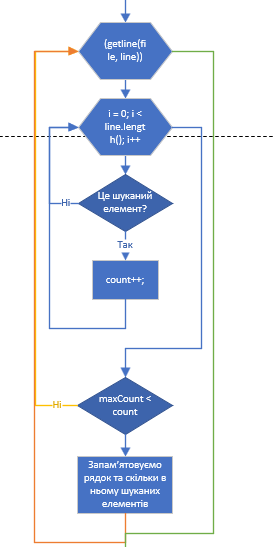 (getline(fi
le, line))
i = 0; i <
line.lengt
h(); i++
Це шуканий
елемент?
Ні
Так
count++;
maxCount <
count
Ні
Запам'ятовуємо
рядок та скільки в
ньому шуканих
елементів